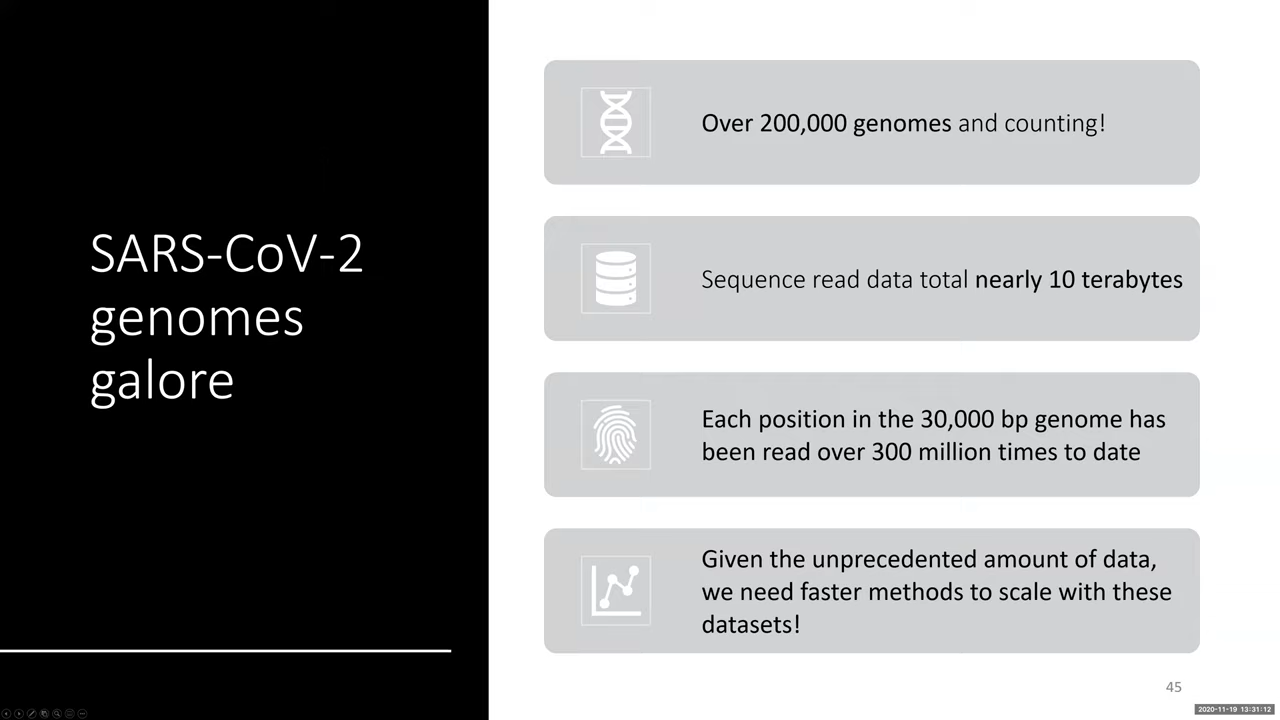 SARS-CoV-2
genomes
galore
Over 200,000 genomes and counting!
Sequence read data total nearly 10 terabytes
Each position in the 30,000 bp genome has
been read over 300 million times to date
Given the unprecedented amount of data,
we need faster methods to scale with these
datasets!
45
2020-11-19 13:31:12